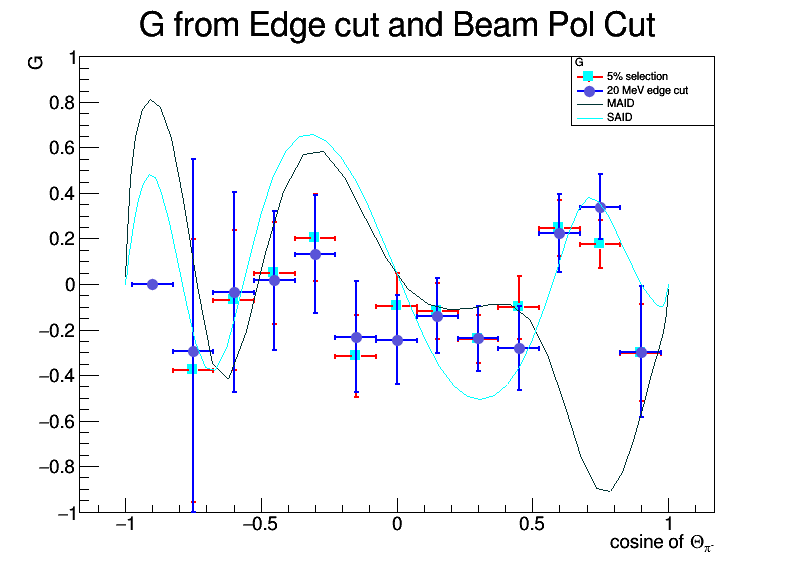 G from Edge cut and Beam Pol Cut
G
1
0.8
0.6
0.4
0.2
0
−0.2
−0.4
−0.6
−0.8
−1
G
5% selection
20 MeV edge cut
MAID
SAID
−1
−0.5
0
0.5
1
cosine of Θπ-